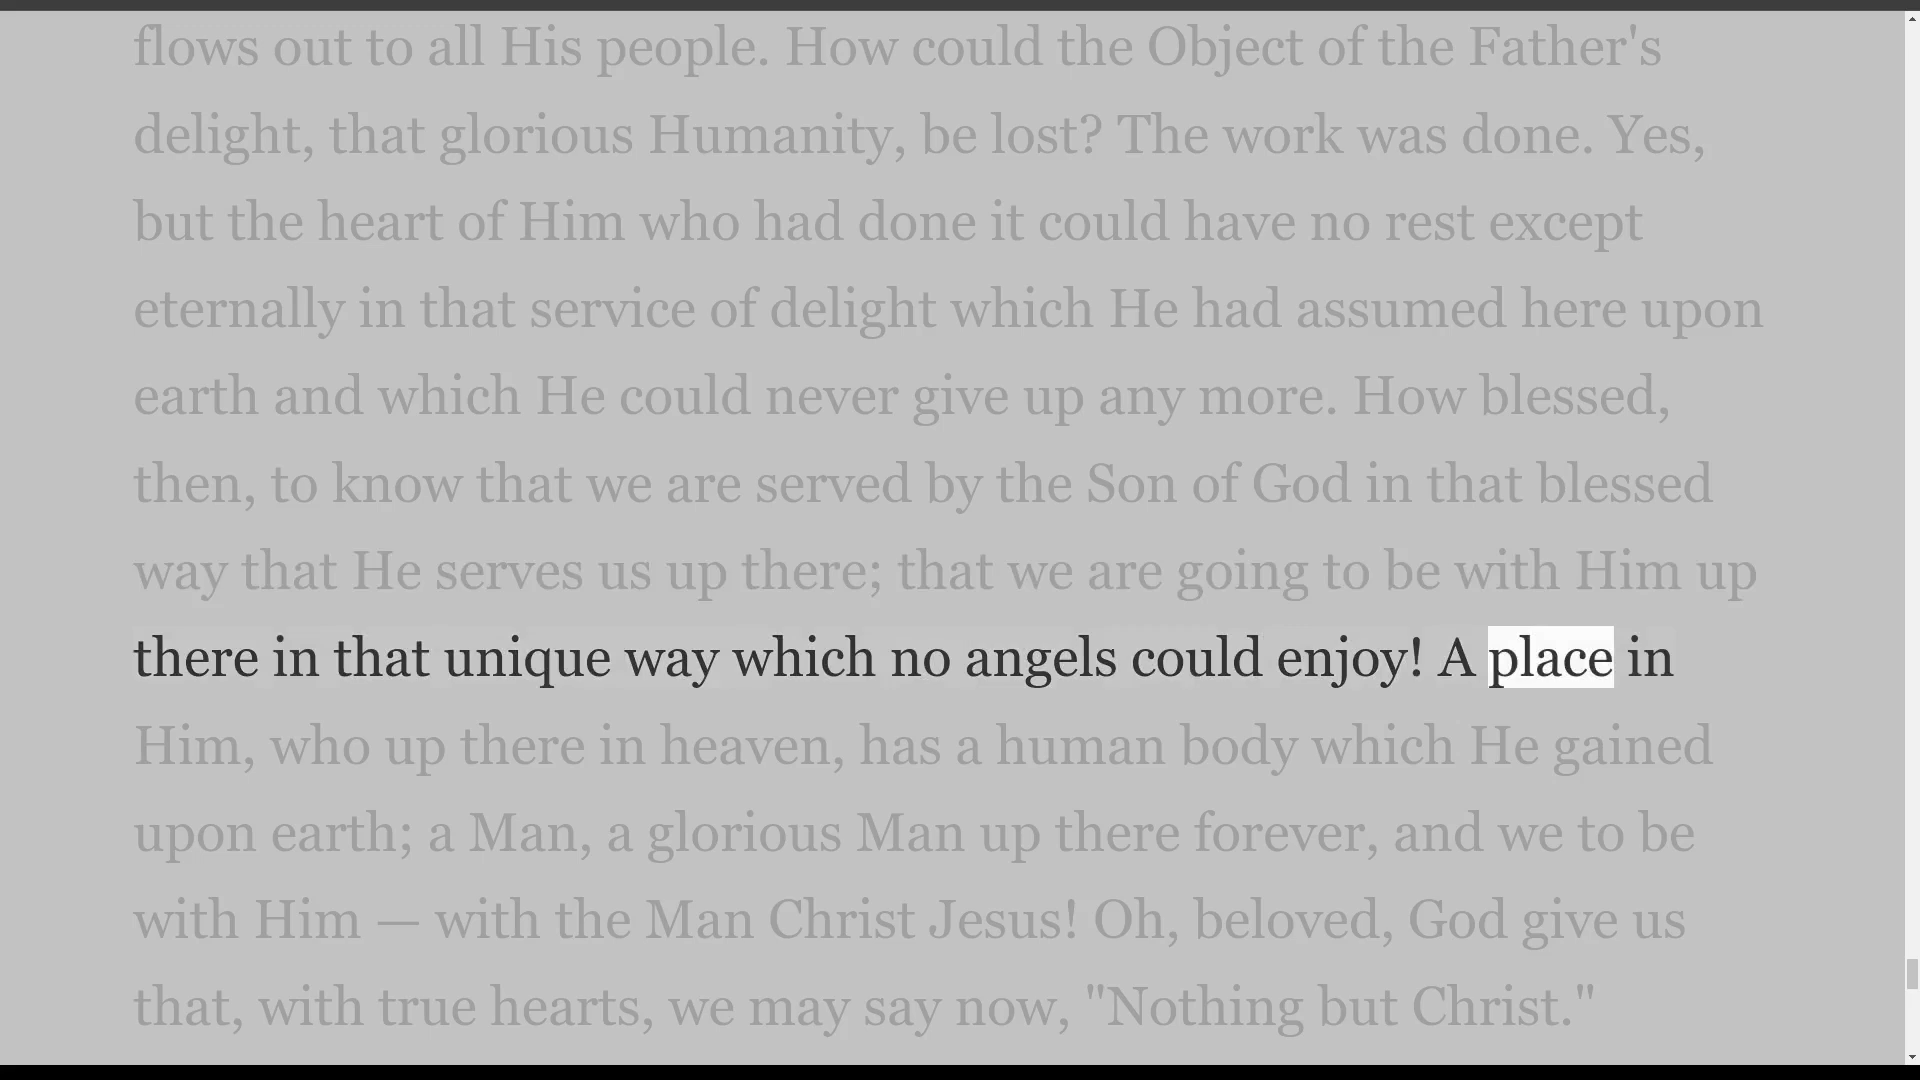 flows out to all His people. How could the Object of the Father's
delight, that glorious Humanity, be lost? The work was done. Yes,
but the heart of Him who had done it could have no rest except
eternally in that service of delight which He had assumed here upon
earth and which He could never give up any more. How blessed,
then, to know that we are served by the Son of God in that blessed
way that He serves us up there; that we are going to be with Him up
there in that unique way which no angels could enjoy! A place in
Him, who up there in heaven, has a human body which He gained
upon earth; a Man, a glorious Man up there forever, and we to be
with Him — with the Man Christ Jesus! Oh, beloved, God give us
that, with true hearts, we may say now, "Nothing but Christ."